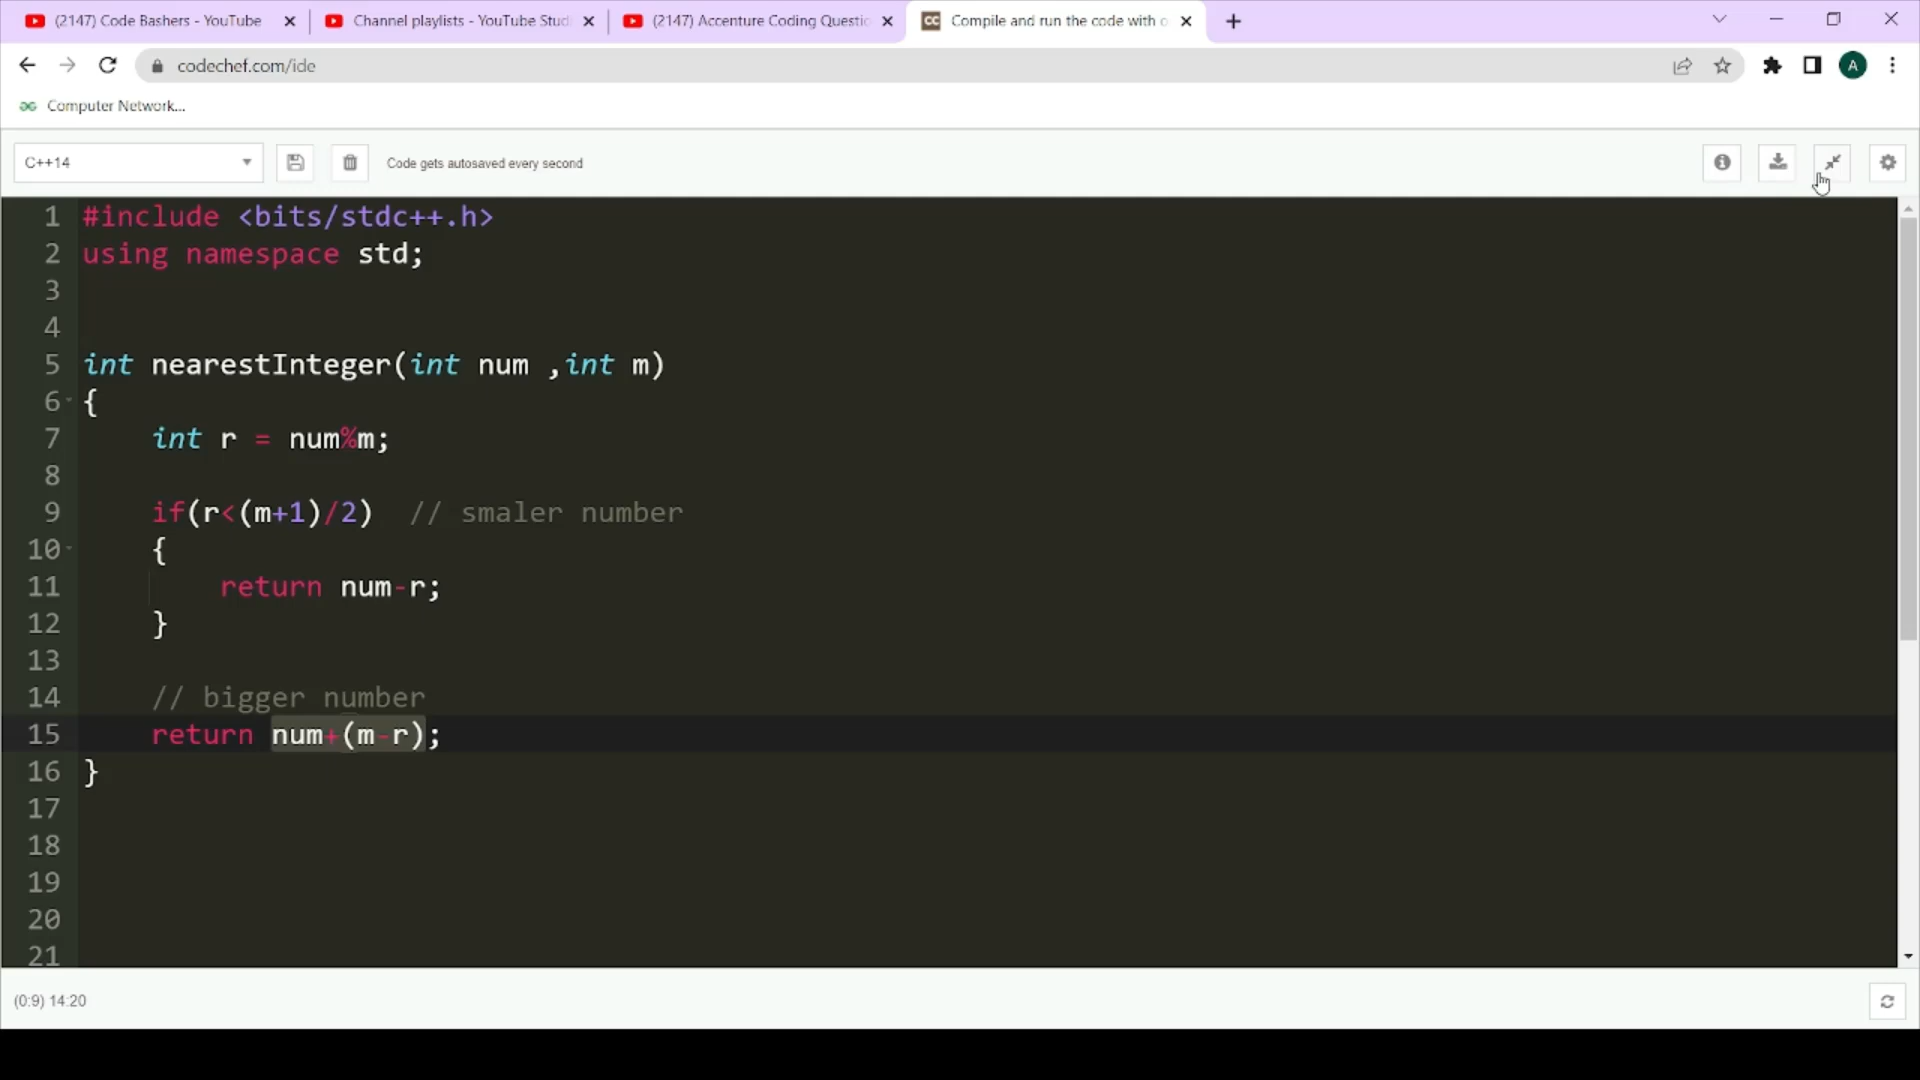 (2147) Code Bashers - YouTube
Channel playlists - YouTube Stud
(2147) Accenture Coding Questio
CC Compile and run the code with o
codechef.com/ide
A
Computer Network...
C++14
Code gets autosaved every second
1 #include <bits/stdc++.h>
2 using namespace std;
3
4
5 int nearestInteger(int num ,int m)
6 {
7 int r = num%m;
8
9 if(r<(m+1)/2) // smaler number
10 {
11 return num-r;
12 }
13
14 // bigger number
15 return num+(m-r);
16 }
17
18
19
20
21
(0:9) 14:20